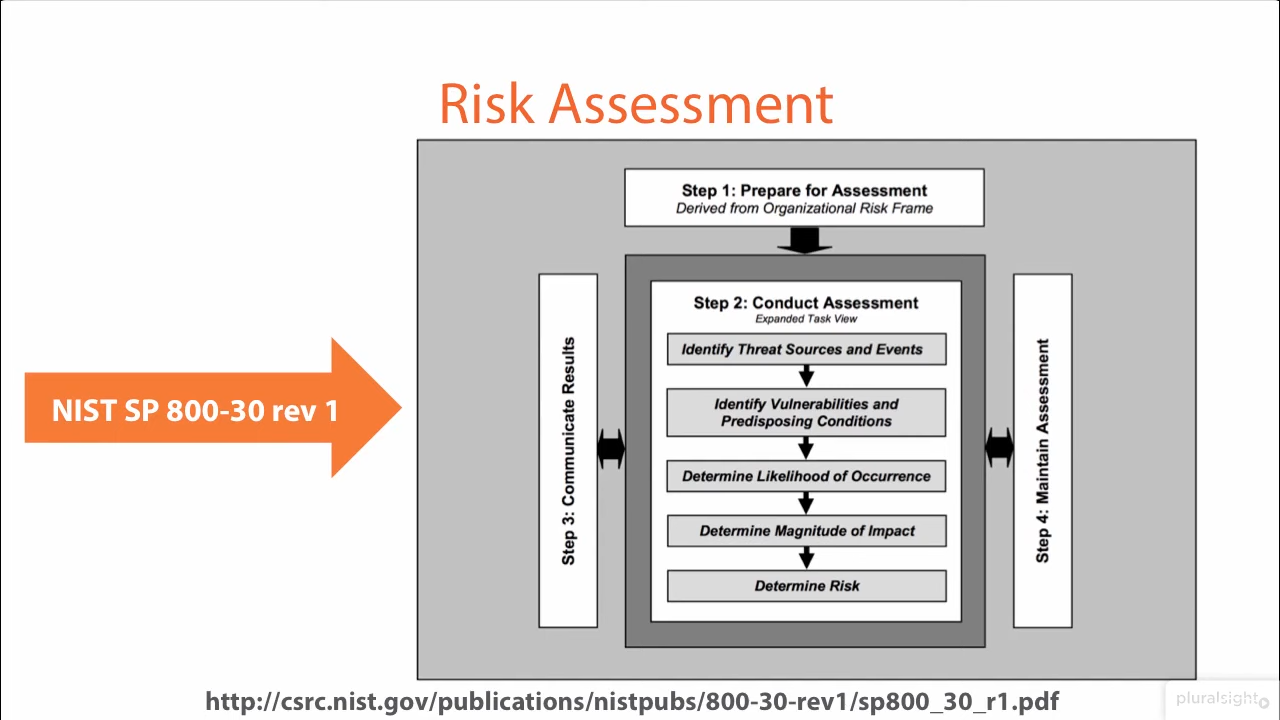 Risk Assessment
Step 1: Prepare for Assessment
Derived from Organizational Risk Frame
Step 2: Conduct Assessment
Expanded Task View
Identify Threat Sources and Events
Identify Vulnerabilities and
Predisposing Conditions
Determine Likelihood of Occurrence
Determine Magnitude of Impact
Determine Risk
Step 3: Communicate Results
Step 4: Maintain Assessment
NIST SP 800-30 rev 1
http://csrc.nist.gov/publications/nistpubs/800-30-rev1/sp800_30_r1.pdf
pluralsight